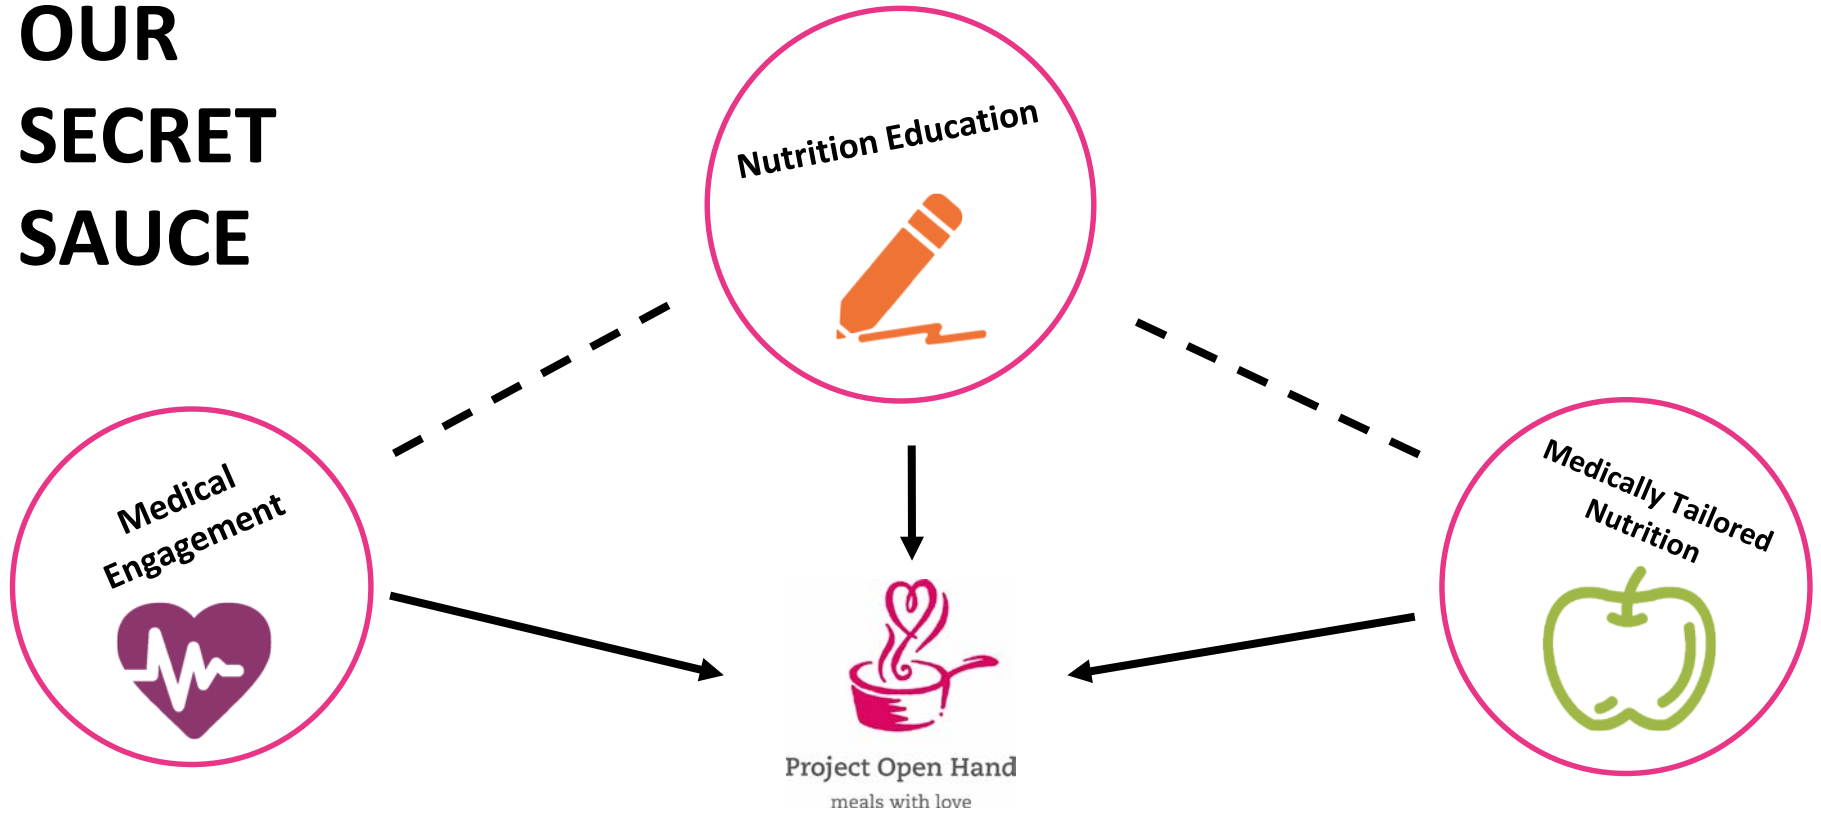 OUR
SECRET
SAUCE
Nutrition Education
Medical
Engagement
Medically Tailored
Nutrition
Project Open Hand
meals with love